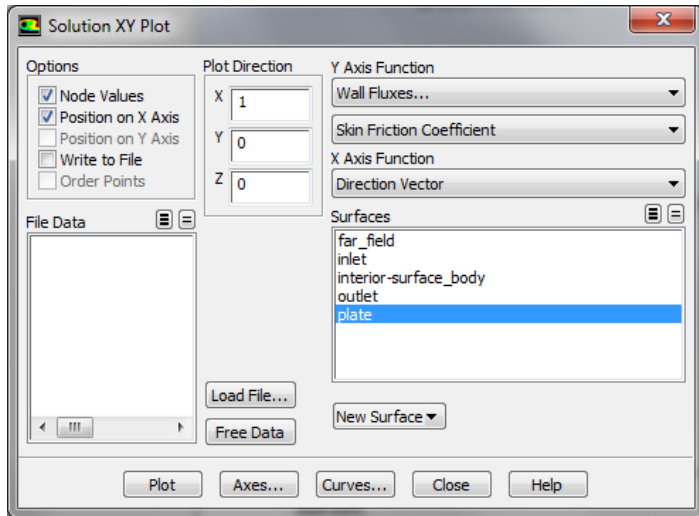 Solution XY Plot
Options
Node Values
Position on X Axis
Position on Y Axis
Write to File
Order Points
Plot Direction
X 1
Y 0
Z 0
Y Axis Function
Wall Fluxes...
Skin Friction Coefficient
X Axis Function
Direction Vector
File Data
Surfaces
far_field
inlet
interior-surface_body
outlet
plate
Load File...
Free Data
New Surface
Plot
Axes...
Curves...
Close
Help